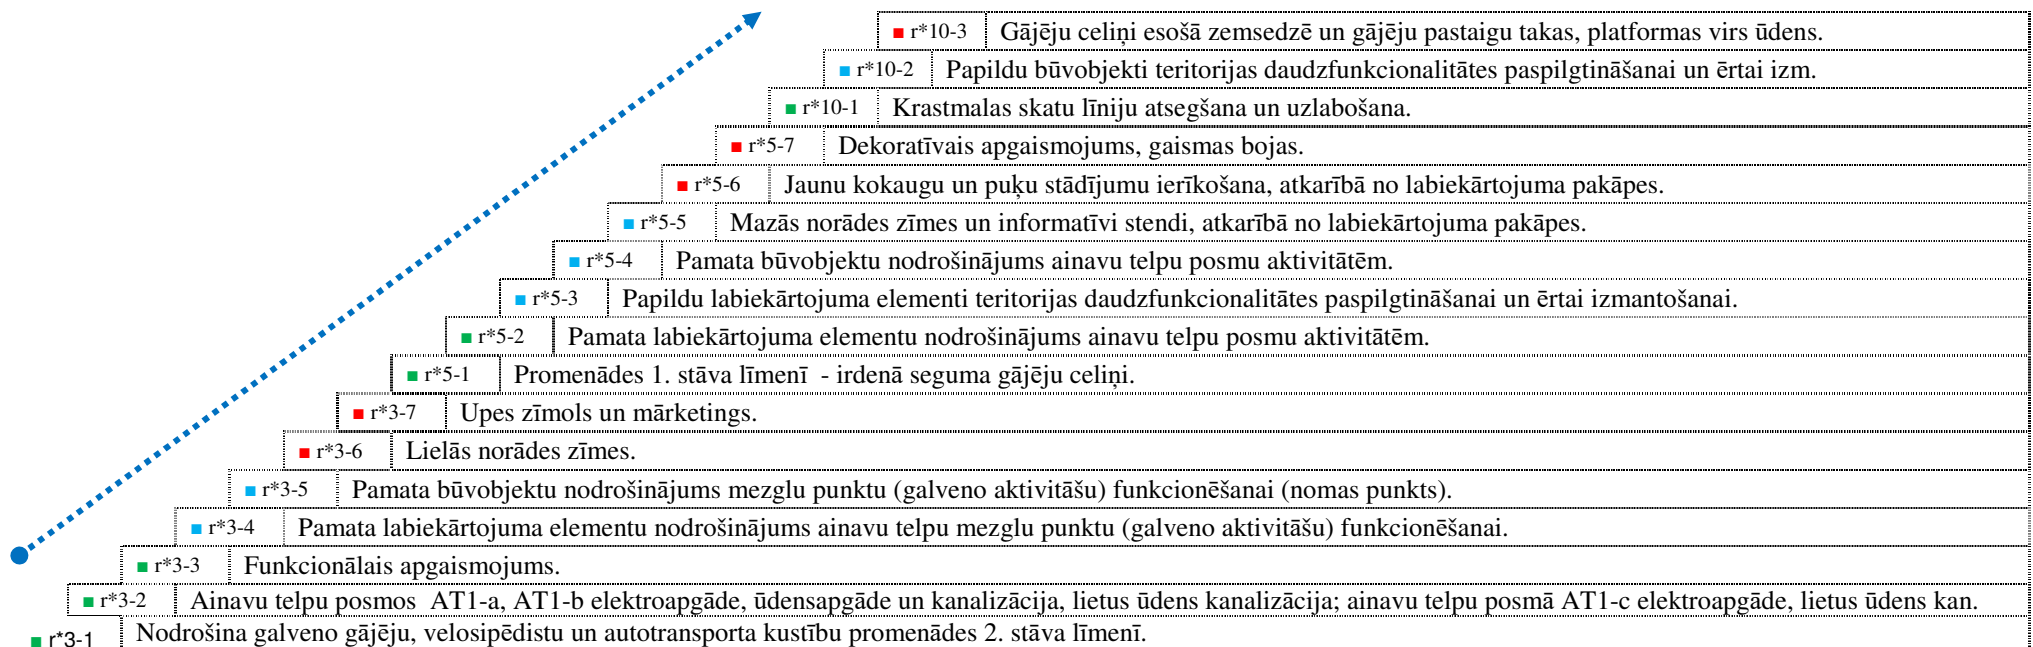 r*10-3 Gājēju celiņi esošā zemsedzē un gājēju pastaigu takas, platformas virs ūdens.
r*10-2 Papildu būvobjekti teritorijas daudzfunkcionalitātes paspilgtināšanai un ērtai izm.
r*10-1 Krastmalas skatu līniju atsegšana un uzlabošana.
r*5-7 Dekoratīvais apgaismojums, gaismas bojas.
r*5-6 Jaunu kokaugu un puķu stādījumu ierīkošana, atkarībā no labiekārtojuma pakāpes.
r*5-5 Mazās norādes zīmes un informatīvi stendi, atkarībā no labiekārtojuma pakāpes.
r*5-4 Pamata būvobjektu nodrošinājums ainavu telpu posmu aktivitātēm.
r*5-3 Papildu labiekārtojuma elementi teritorijas daudzfunkcionalitātes paspilgtināšanai un ērtai izmantošanai.
r*5-2 Pamata labiekārtojuma elementu nodrošinājums ainavu telpu posmu aktivitātēm.
r*5-1 Promenādes 1. stāva līmenī - irdenā seguma gājēju celiņi.
r*3-7 Upes zīmols un mārketings.
r*3-6 Lielās norādes zīmes.
r*3-5 Pamata būvobjektu nodrošinājums mezglu punktu (galveno aktivitāšu) funkcionēšanai (nomas punkts).
r*3-4 Pamata labiekārtojuma elementu nodrošinājums ainavu telpu mezglu punktu (galveno aktivitāšu) funkcionēšanai.
r*3-3 Funkcionālais apgaismojums.
r*3-2 Ainavu telpu posmos AT1-a, AT1-b elektroapgāde, ūdensapgāde un kanalizācija, lietus ūdens kanalizācija; ainavu telpu posmā AT1-c elektroapgāde, lietus ūdens kan.
r*3-1 Nodrošina galveno gājēju, velosipēdistu un autotransporta kustību promenādes 2. stāva līmenī.